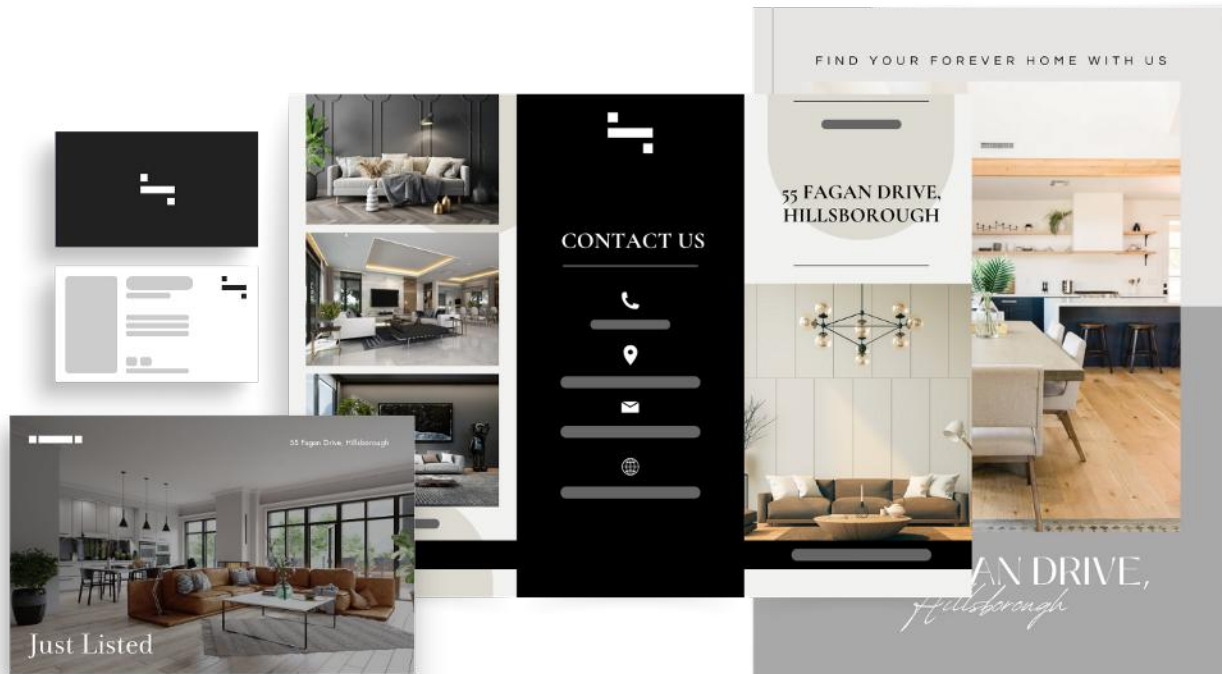 FIND YOUR FOREVER HOME WITH US
CONTACT US
55 FAGAN DRIVE,
HILLSBOROUGH
55 Fagan Drive, Hillsborough
Just Listed
AN DRIVE,
Hillsborough